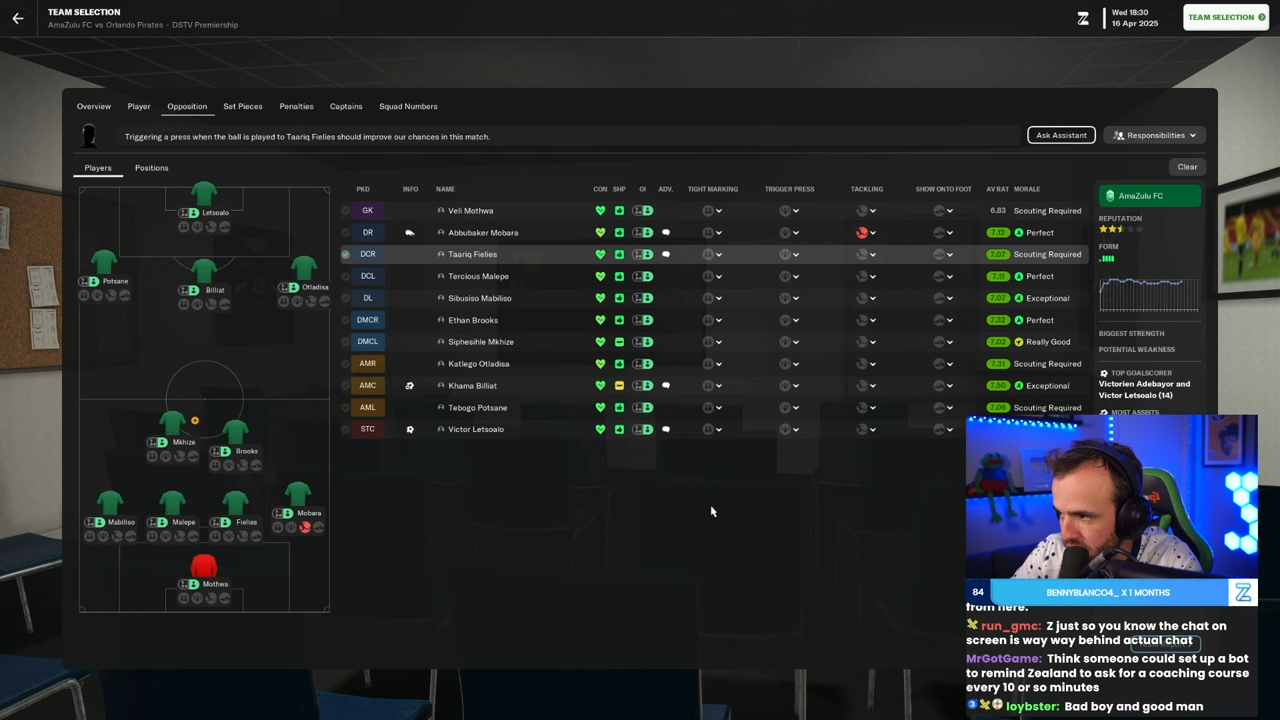 TEAM SELECTION
AmaZulu FC vs Orlando Pirates - DSTV Premiership
Wed 18:30
16 Apr 2025
TEAM SELECTION
Overview Player Opposition Set Pieces Penalties Captains Squad Numbers
Triggering a press when the ball is played to Taariq Fielies should improve our chances in this match.
Ask Assistant
Responsibilities
Players Positions
Clear
PKD INFO NAME CON SHP OI ADV. TIGHT MARKING TRIGGER PRESS TACKLING SHOW ONTO FOOT AV RAT MORALE
GK Veli Mothwa 6.83 Scouting Required
DR Abbubaker Mobara 7.12 Perfect
DCR Taariq Fielies 7.07 Scouting Required
DCL Tercious Malepe 7.11 Perfect
DL Sibusiso Mabiliso 7.07 Exceptional
DMCR Ethan Brooks 7.32 Perfect
DMCL Siphesihle Mkhize 7.02 Really Good
AMR Katlego Otladisa 7.31 Scouting Required
AMC Khama Billiat 7.50 Exceptional
AML Tebogo Potsane 7.06 Scouting Required
STC Victor Letsoalo
Letsoalo
Potsane
Billiat
Otladisa
Mkhize
Brooks
Mabiliso
Malepe
Fielies
Mobara
Mothwa
AmaZulu FC
REPUTATION
FORM
BIGGEST STRENGTH
POTENTIAL WEAKNESS
TOP GOALSCORER
Victorien Adebayor and
Victor Letsoalo (14)
MOST ASSISTS
84 BENNYBLANCO4_ X 1 MONTHS
from here.
run_gmc: Z just so you know the chat on
screen is way way behind actual chat
MrGotGame: Think someone could set up a bot
to remind Zealand to ask for a coaching course
every 10 or so minutes
loybster: Bad boy and good man